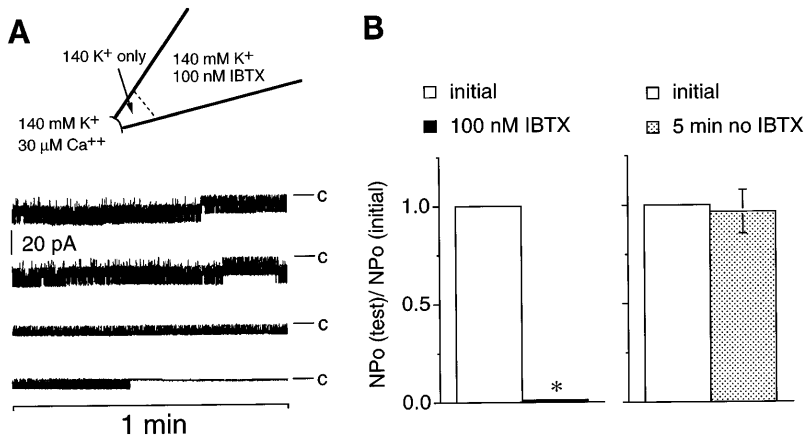 A
140 K+ only
140 mM K+
100 nM IBTX
140 mM K+
30 µM Ca++
c
20 pA
c
c
c
1 min
B
initial
100 nM IBTX
initial
5 min no IBTX
NPo (test)/ NPo (initial)
1.0
0.5
0.0
*